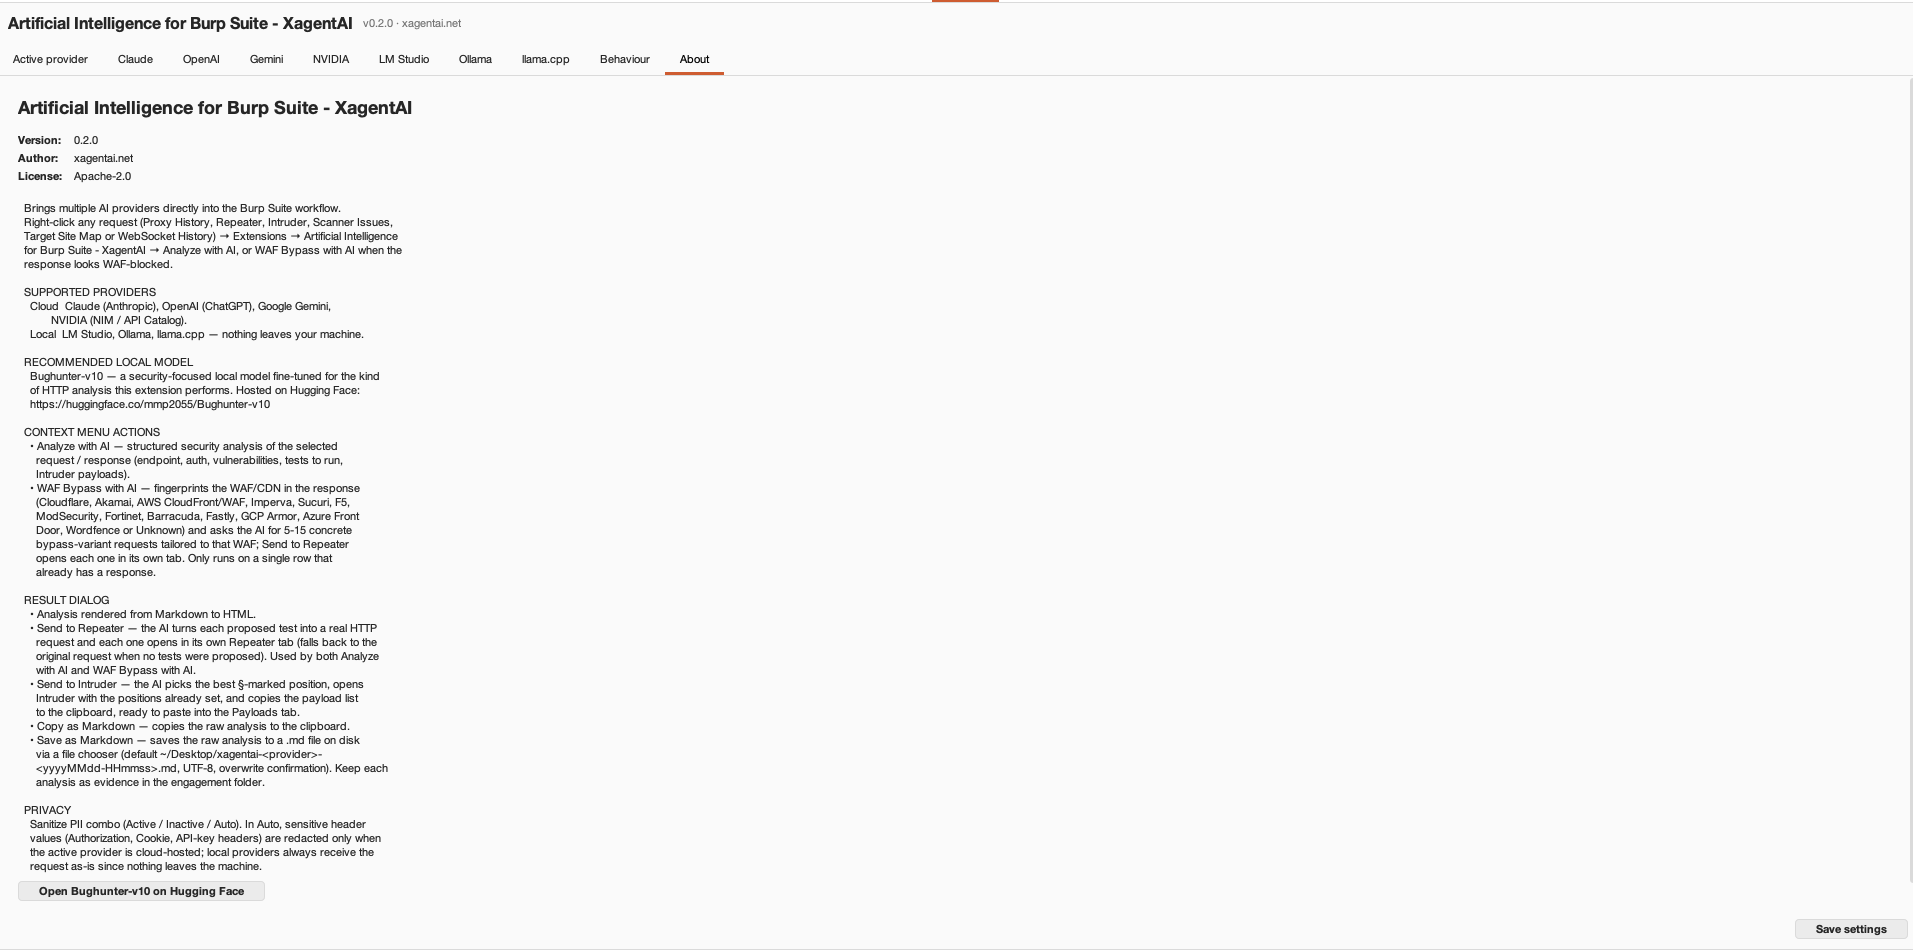 Artificial Intelligence for Burp Suite - XagentAI v0.2.0 · xagentai.net
Active provider Claude OpenAI Gemini NVIDIA LM Studio Ollama llama.cpp Behaviour About
Artificial Intelligence for Burp Suite - XagentAI
Version: 0.2.0
Author: xagentai.net
License: Apache-2.0
Brings multiple AI providers directly into the Burp Suite workflow.
Right-click any request (Proxy History, Repeater, Intruder, Scanner Issues,
Target Site Map or WebSocket History) → Extensions → Artificial Intelligence
for Burp Suite - XagentAI → Analyze with AI, or WAF Bypass with AI when the
response looks WAF-blocked.
SUPPORTED PROVIDERS
Cloud Claude (Anthropic), OpenAI (ChatGPT), Google Gemini,
NVIDIA (NIM / API Catalog).
Local LM Studio, Ollama, llama.cpp — nothing leaves your machine.
RECOMMENDED LOCAL MODEL
Bughunter-v10 — a security-focused local model fine-tuned for the kind
of HTTP analysis this extension performs. Hosted on Hugging Face:
https://huggingface.co/mmp2055/Bughunter-v10
CONTEXT MENU ACTIONS
• Analyze with AI — structured security analysis of the selected
request / response (endpoint, auth, vulnerabilities, tests to run,
Intruder payloads).
• WAF Bypass with AI — fingerprints the WAF/CDN in the response
(Cloudflare, Akamai, AWS CloudFront/WAF, Imperva, Sucuri, F5,
ModSecurity, Fortinet, Barracuda, Fastly, GCP Armor, Azure Front
Door, Wordfence or Unknown) and asks the AI for 5-15 concrete
bypass-variant requests tailored to that WAF; Send to Repeater
opens each one in its own tab. Only runs on a single row that
already has a response.
RESULT DIALOG
• Analysis rendered from Markdown to HTML.
• Send to Repeater — the AI turns each proposed test into a real HTTP
request and each one opens in its own Repeater tab (falls back to the
original request when no tests were proposed). Used by both Analyze
with AI and WAF Bypass with AI.
• Send to Intruder — the AI picks the best §-marked position, opens
Intruder with the positions already set, and copies the payload list
to the clipboard, ready to paste into the Payloads tab.
• Copy as Markdown — copies the raw analysis to the clipboard.
• Save as Markdown — saves the raw analysis to a .md file on disk
via a file chooser (default ~/Desktop/xagentai-<provider>-
<yyyyMMdd-HHmmss>.md, UTF-8, overwrite confirmation). Keep each
analysis as evidence in the engagement folder.
PRIVACY
Sanitize PII combo (Active / Inactive / Auto). In Auto, sensitive header
values (Authorization, Cookie, API-key headers) are redacted only when
the active provider is cloud-hosted; local providers always receive the
request as-is since nothing leaves the machine.
Open Bughunter-v10 on Hugging Face
Save settings